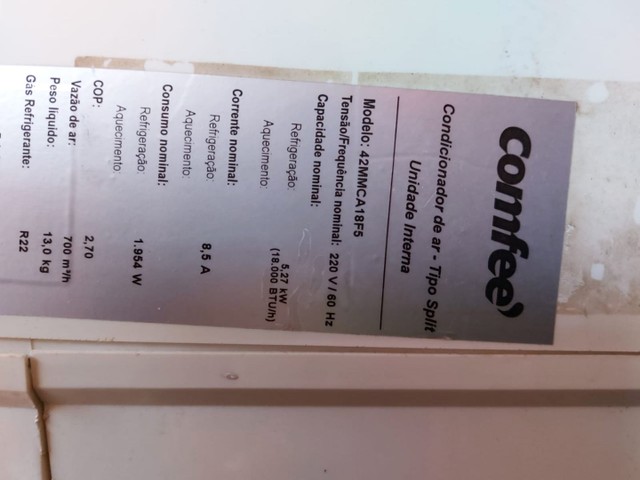 Comfee
Condicionador de ar - Tipo Split
Unidade Interna
Modelo: 42MMCA18F5
Tensão/Frequência nominal: 220 V / 60 Hz
Capacidade nominal:
Refrigeração: 5,27 kW
(18.000 BTU/h)
Aquecimento:
Corrente nominal:
Refrigeração: 8,5 A
Aquecimento:
Consumo nominal:
Refrigeração: 1.954 W
Aquecimento:
COP: 2,70
Vazão de ar: 700 m³/h
Peso líquido: 13,0 kg
Gás Refrigerante: R22